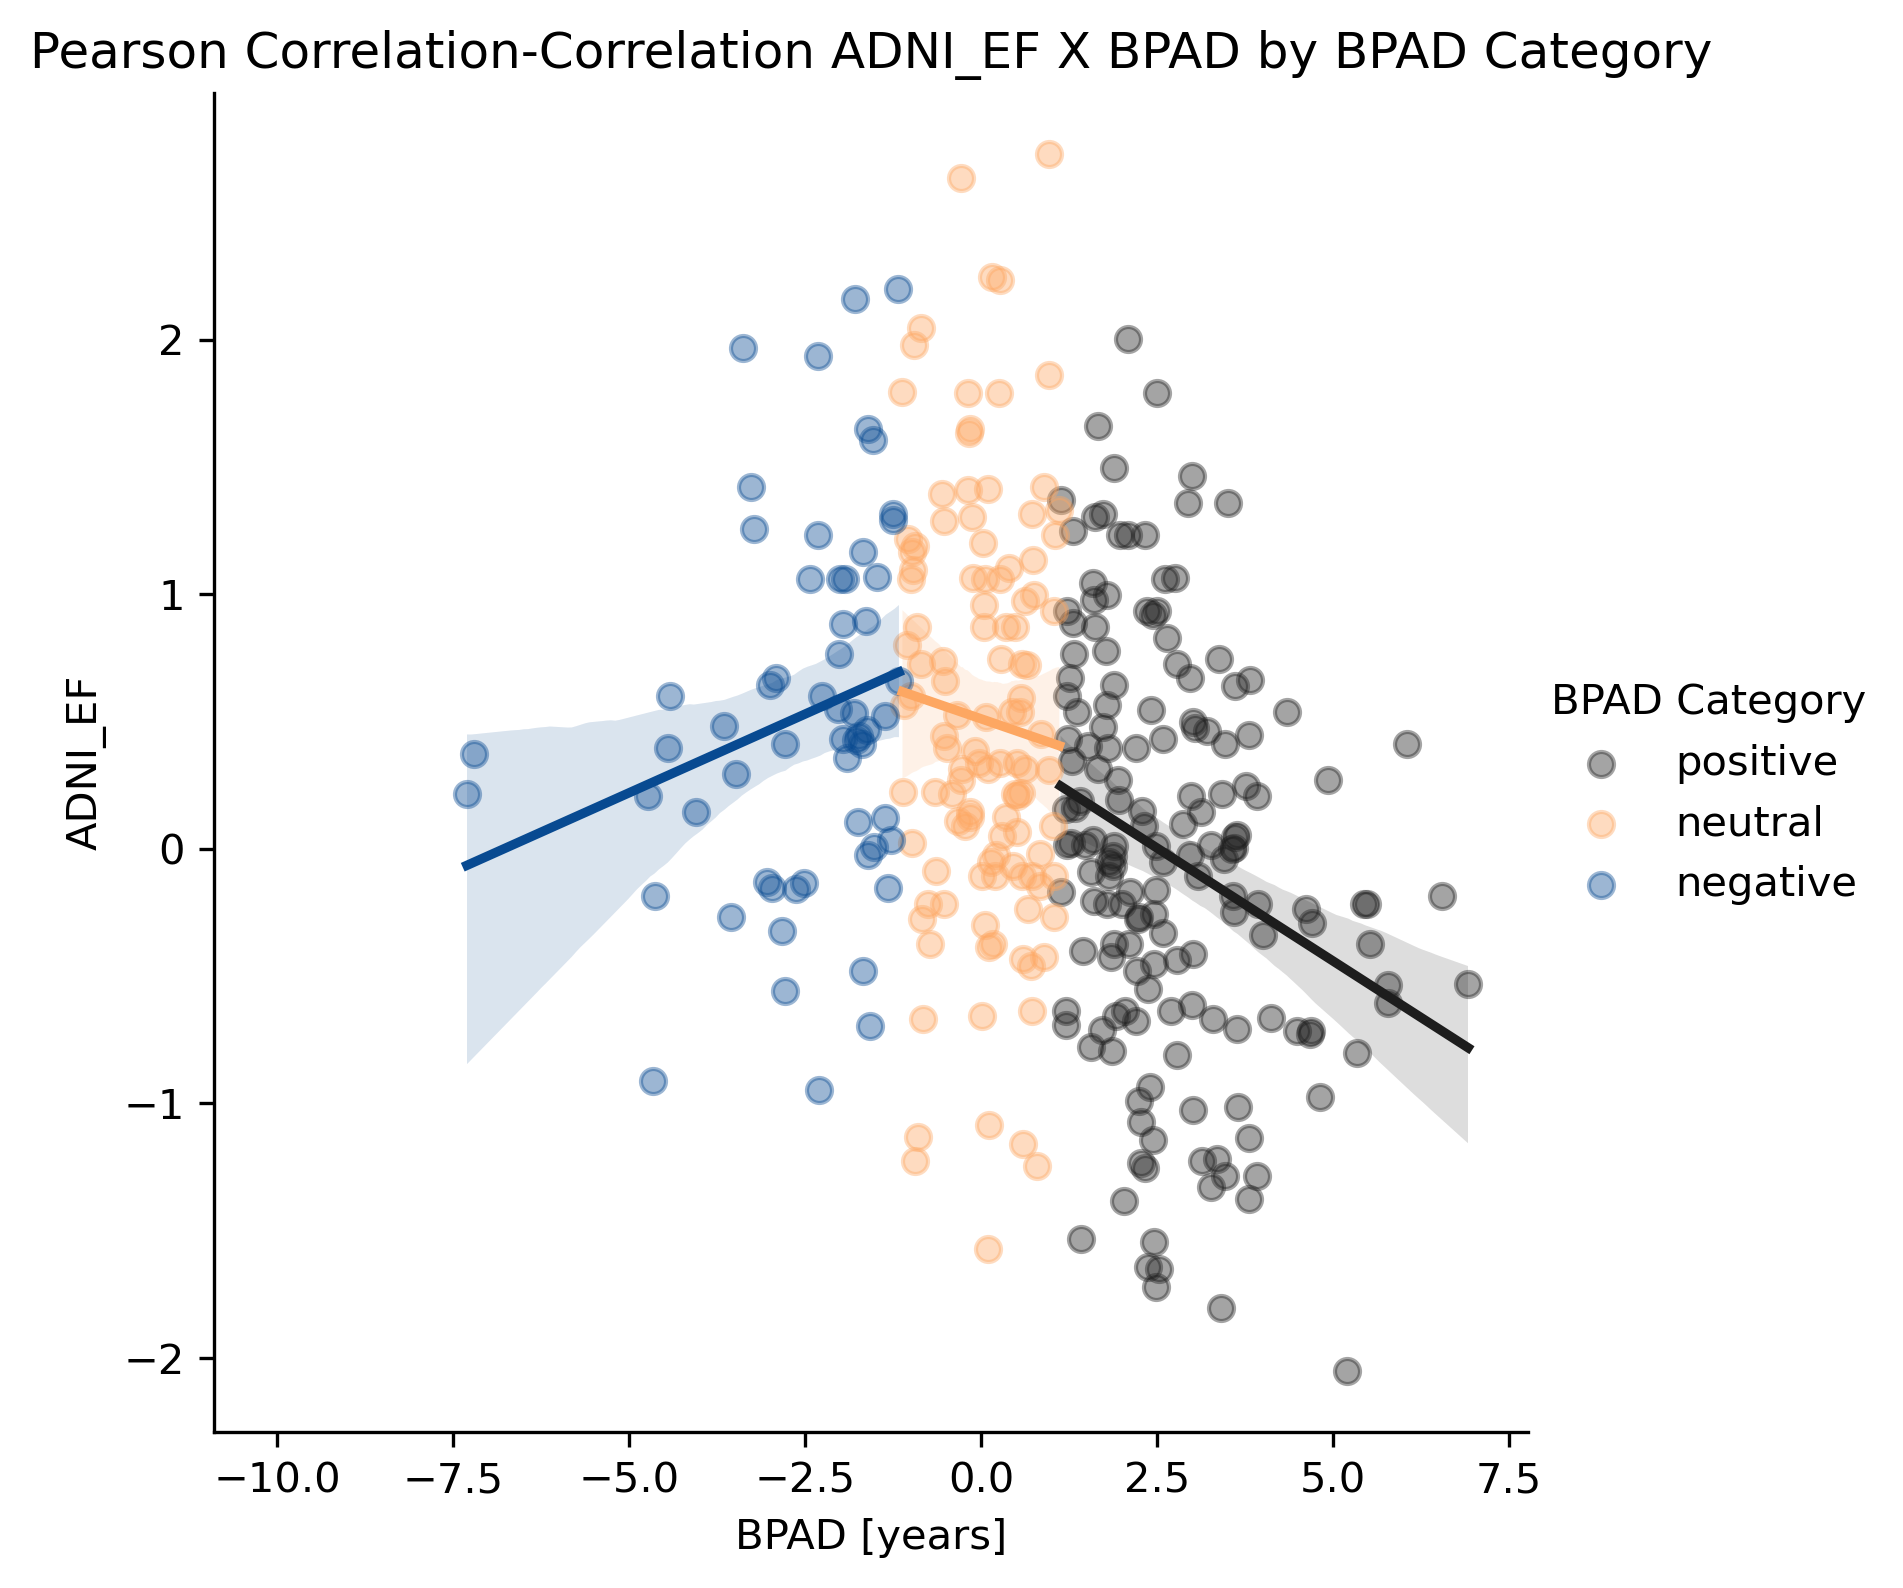 Pearson Correlation-Correlation ADNI_EF X BPAD by BPAD Category
ADNI_EF
2
1
0
−1
−2
−10.0 −7.5 −5.0 −2.5 0.0 2.5 5.0 7.5
BPAD [years]
BPAD Category
positive
neutral
negative